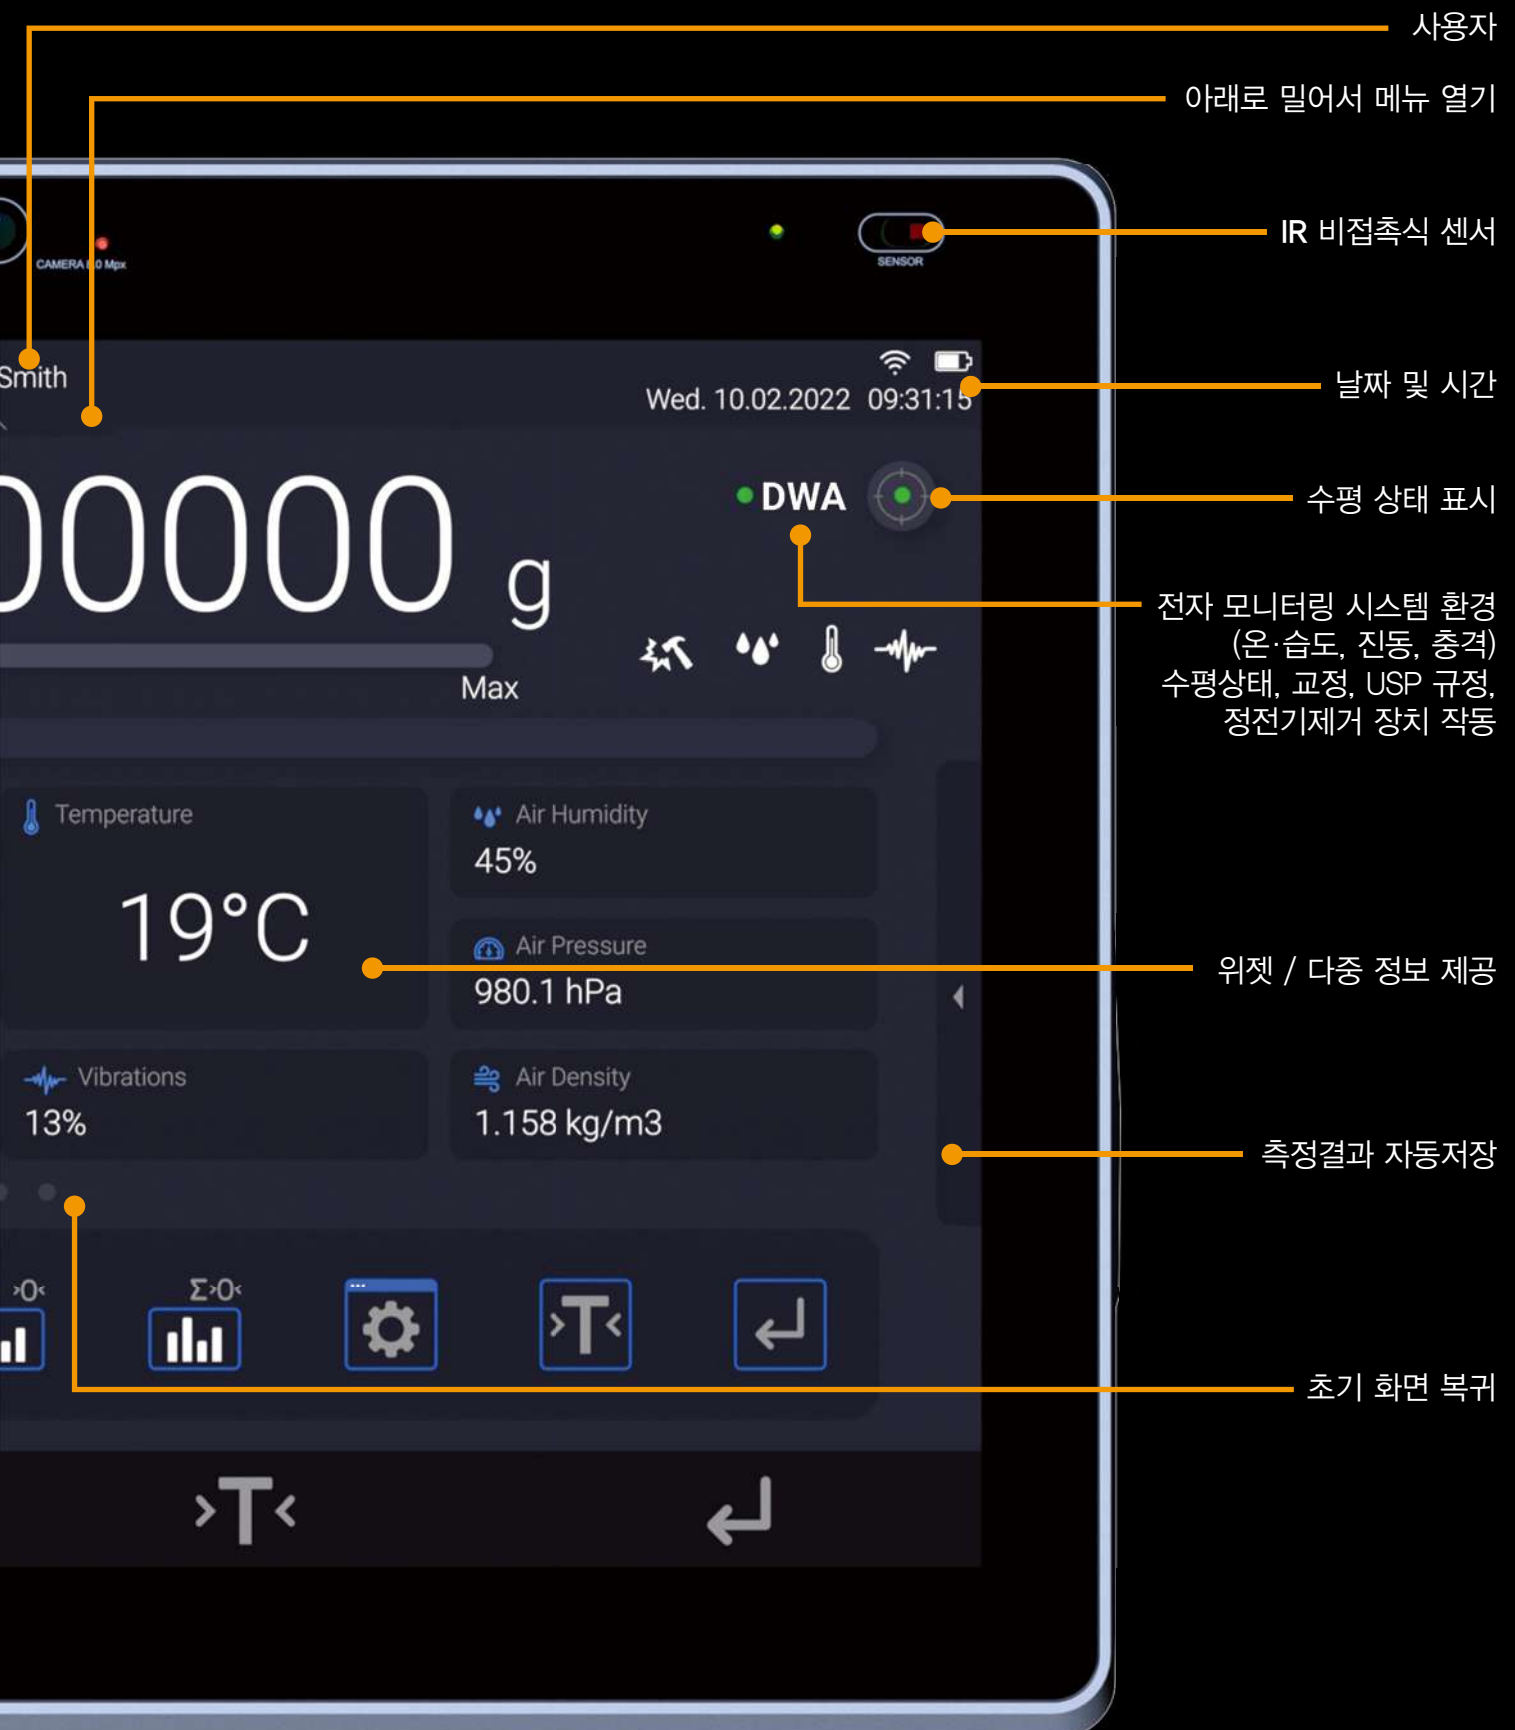 사용자
아래로 밀어서 메뉴 열기
IR 비접촉식 센서
SENSOR
Smith
Wed. 10.02.2022 09:31:15
날짜 및 시간
00000 g
DWA
수평 상태 표시
전자 모니터링 시스템 환경
(온·습도, 진동, 충격)
수평상태, 교정, USP 규정,
정전기제거 장치 작동
Max
Temperature
19°C
Air Humidity
45%
Air Pressure
980.1 hPa
위젯 / 다중 정보 제공
Vibrations
13%
Air Density
1.158 kg/m3
측정결과 자동저장
>0<
Σ>0<
>T<
초기 화면 복귀
>T<